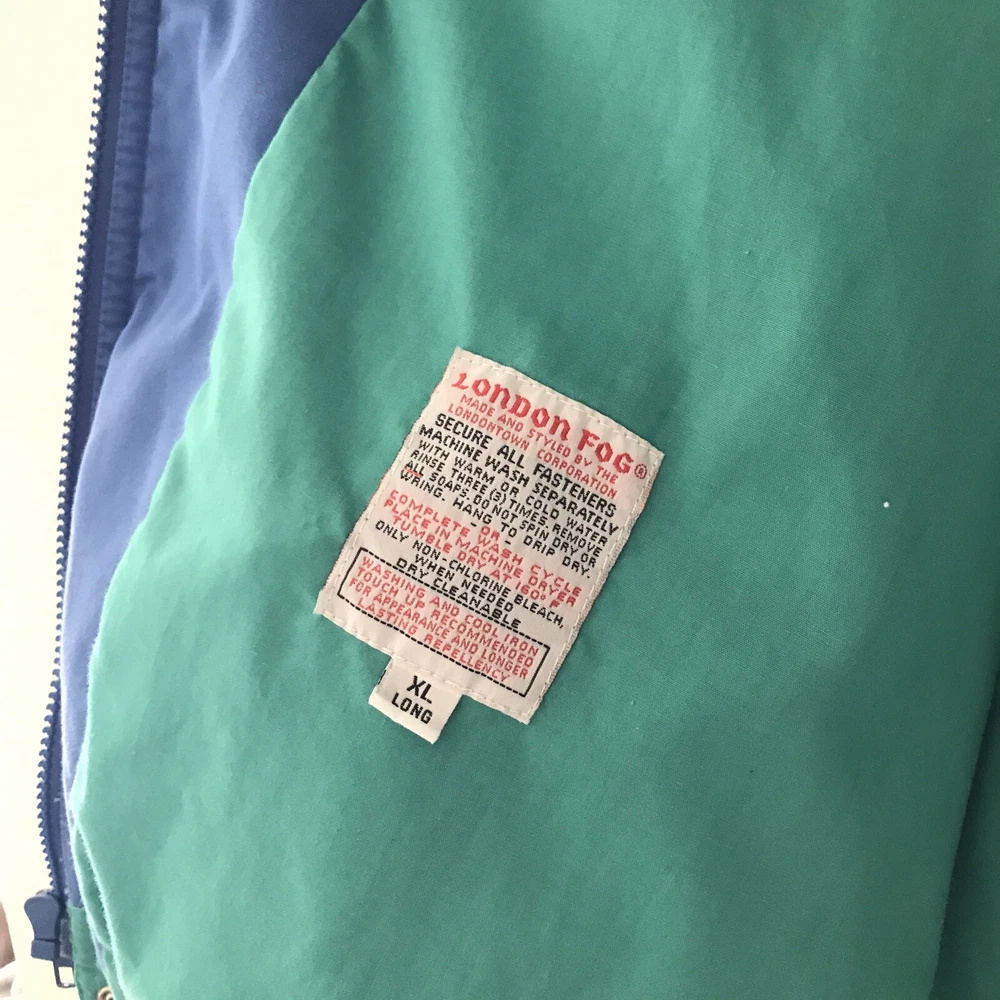 LONDON FOG®
MADE AND STYLED BY THE
LONDONTOWN CORPORATION
SECURE ALL FASTENERS
MACHINE WASH SEPARATELY
WITH WARM OR COLD WATER
RINSE THREE (3) TIMES. REMOVE
ALL SOAPS. DO NOT SPIN DRY OR
WRING. HANG TO DRIP DRY.
-OR-
COMPLETE WASH CYCLE
PLACE IN MACHINE DRYER
TUMBLE DRY AT 160° F
ONLY NON-CHLORINE BLEACH,
WHEN NEEDED
DRY CLEANABLE
WASHING AND COOL IRON
TOUCH UP RECOMMENDED
FOR APPEARANCE AND LONGER
LASTING REPELLENCY
XL
LONG